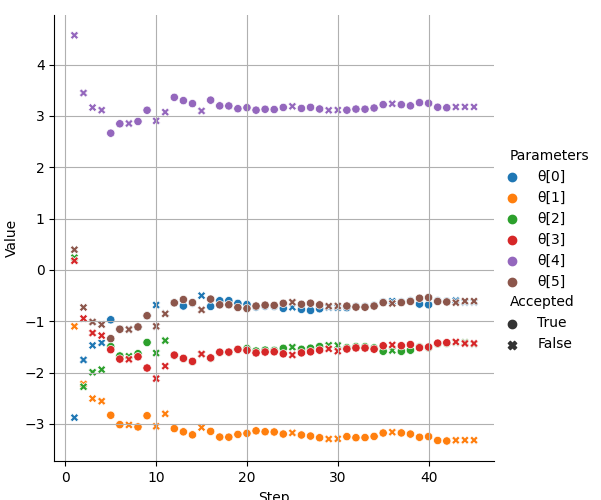 4
3
2
1
0
−1
−2
−3
Value
0
10
20
30
40
Step
Parameters
θ[0]
θ[1]
θ[2]
θ[3]
θ[4]
θ[5]
Accepted
True
False